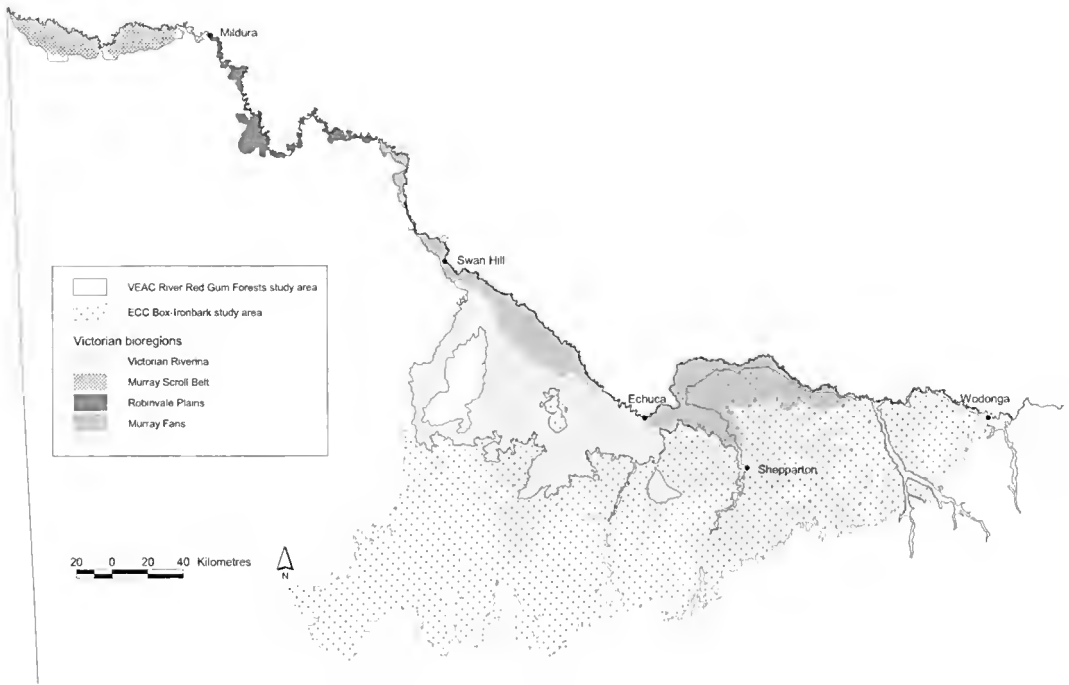 Mildura
Swan Hill
VEAC River Red Gum Forests study area
ECC Box-Ironbark study area
Victorian bioregions
Victorian Riverina
Murray Scroll Belt
Robinvale Plains
Murray Fans
Echuca
Wodonga
Shepparton
20 0 20 40 Kilometres
N